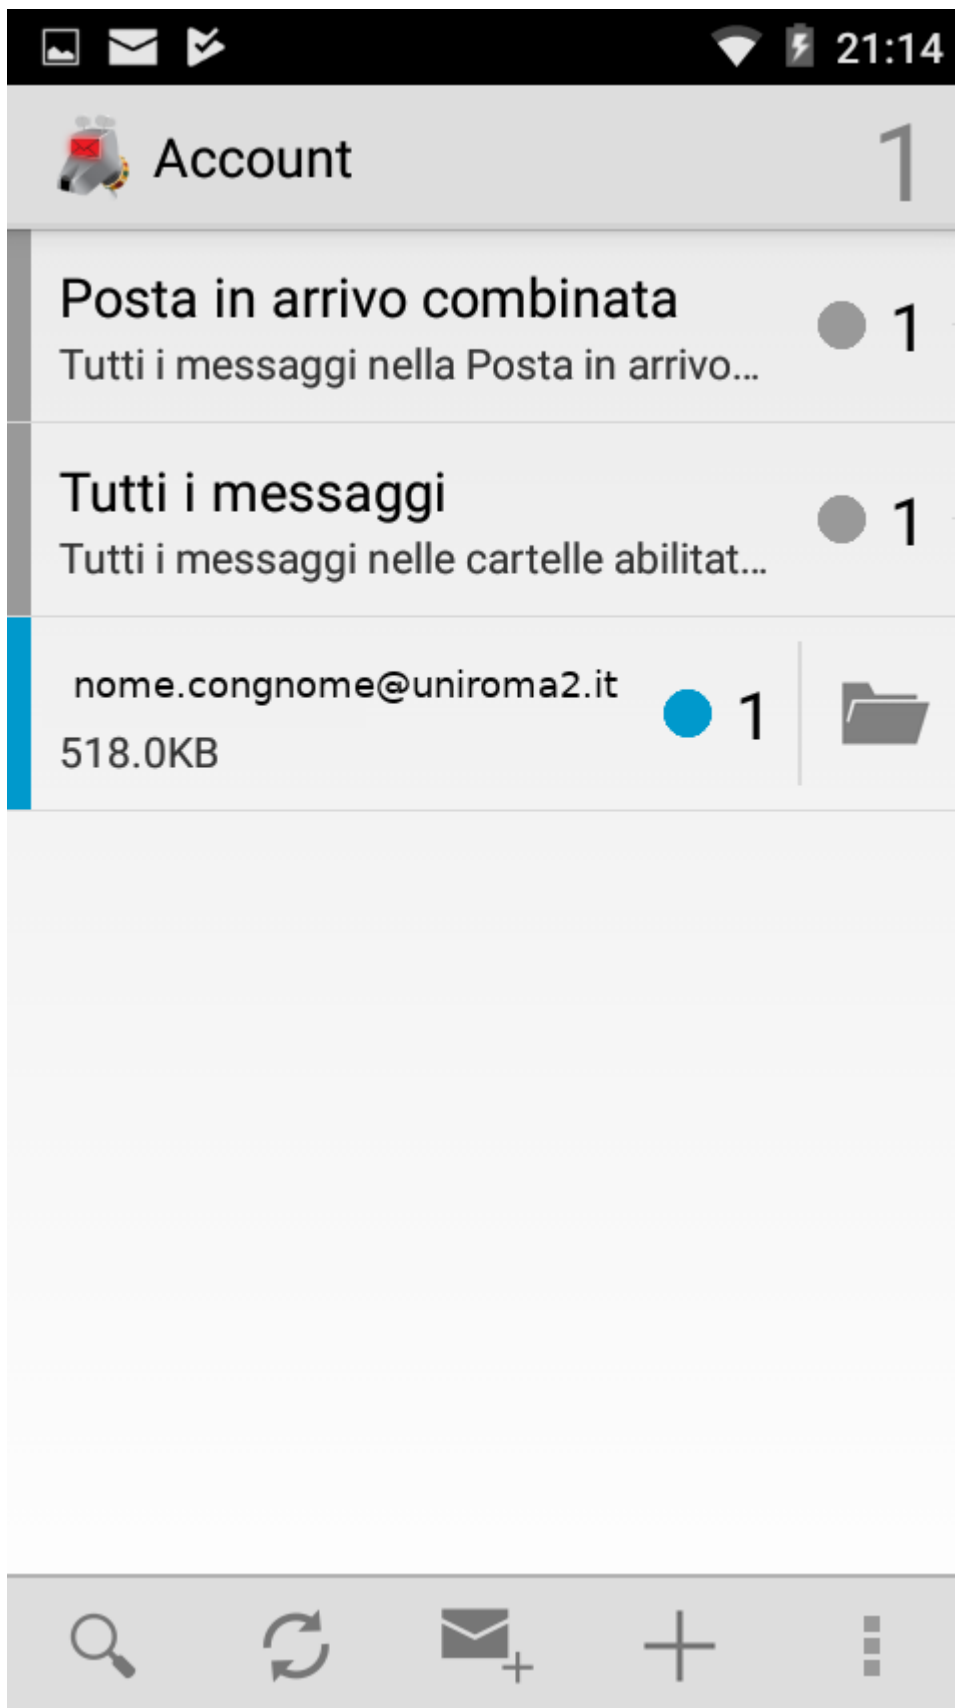 21:14
Account 1
Posta in arrivo combinata
Tutti i messaggi nella Posta in arrivo...
1
Tutti i messaggi
Tutti i messaggi nelle cartelle abilitat...
1
nome.congnome@uniroma2.it
518.0KB
1